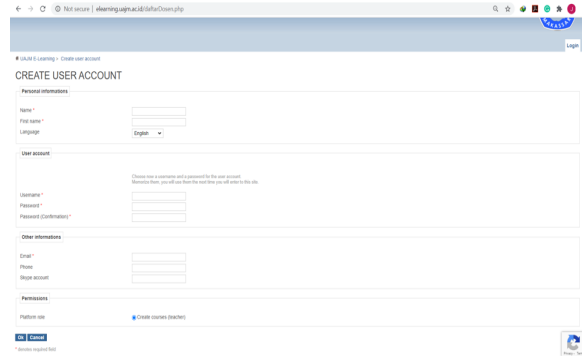 Not secure | elearning.uajm.ac.id/daftarDosen.php
MAKASSAR
Login
UAJM E-Learning > Create user account
CREATE USER ACCOUNT
Personal informations
Name *
First name *
Language English
User account
Choose now a username and a password for the user account
Memorize them, you will use them the next time you will enter to this site.
Username *
Password *
Password (Confirmation) *
Other informations
Email *
Phone
Skype account
Permissions
Platform role Create courses (teacher)
Ok Cancel
* denotes required field